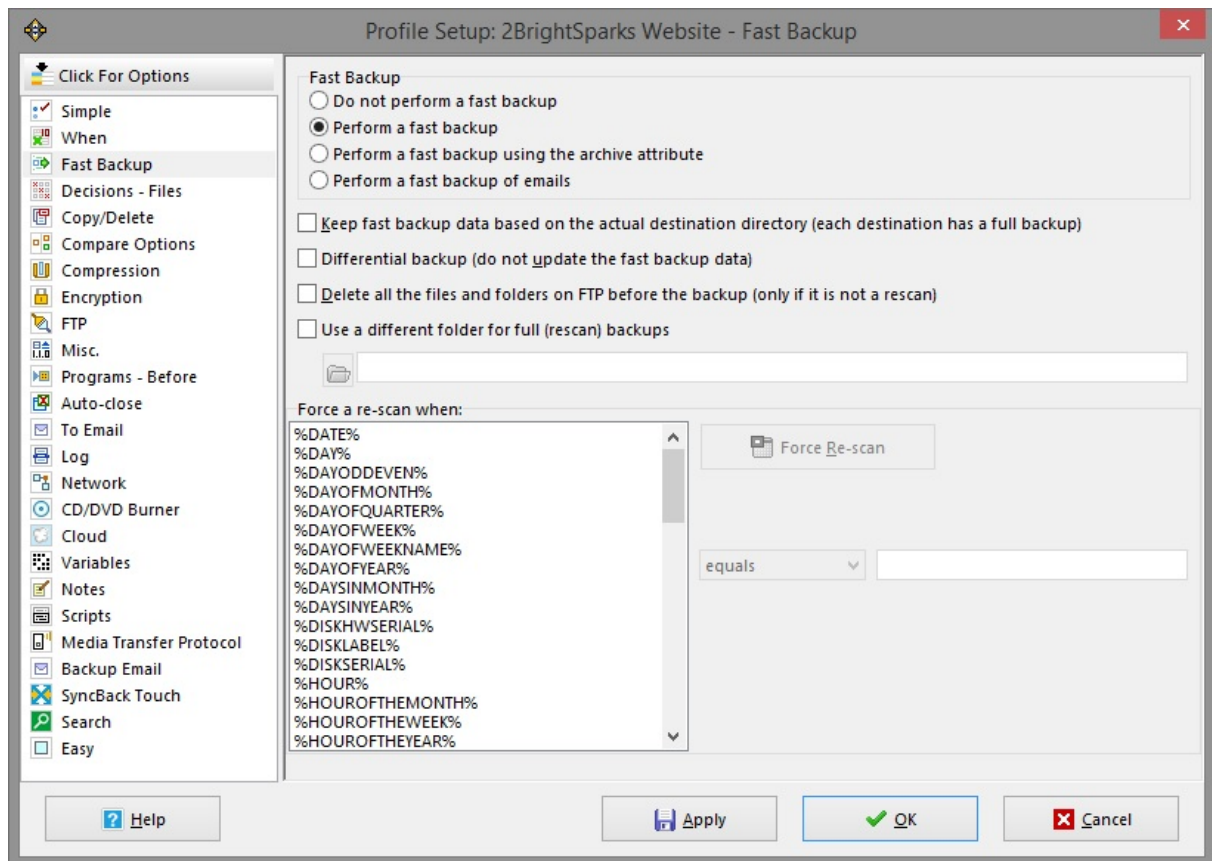 Profile Setup: 2BrightSparks Website - Fast Backup
Click For Options
Simple
When
Fast Backup
Decisions - Files
Copy/Delete
Compare Options
Compression
Encryption
FTP
Misc.
Programs - Before
Auto-close
To Email
Log
Network
CD/DVD Burner
Cloud
Variables
Notes
Scripts
Media Transfer Protocol
Backup Email
SyncBack Touch
Search
Easy
Fast Backup
Do not perform a fast backup
Perform a fast backup
Perform a fast backup using the archive attribute
Perform a fast backup of emails
Keep fast backup data based on the actual destination directory (each destination has a full backup)
Differential backup (do not update the fast backup data)
Delete all the files and folders on FTP before the backup (only if it is not a rescan)
Use a different folder for full (rescan) backups
Force a re-scan when:
%DATE%
%DAY%
%DAYODDEVEN%
%DAYOFMONTH%
%DAYOFQUARTER%
%DAYOFWEEK%
%DAYOFWEEKNAME%
%DAYOFYEAR%
%DAYSINMONTH%
%DAYSINYEAR%
%DISKHWSERIAL%
%DISKLABEL%
%DISKSERIAL%
%HOUR%
%HOUROFTHEMONTH%
%HOUROFTHEWEEK%
%HOUROFTHEYEAR%
Force Re-scan
equals
Help
Apply
OK
Cancel